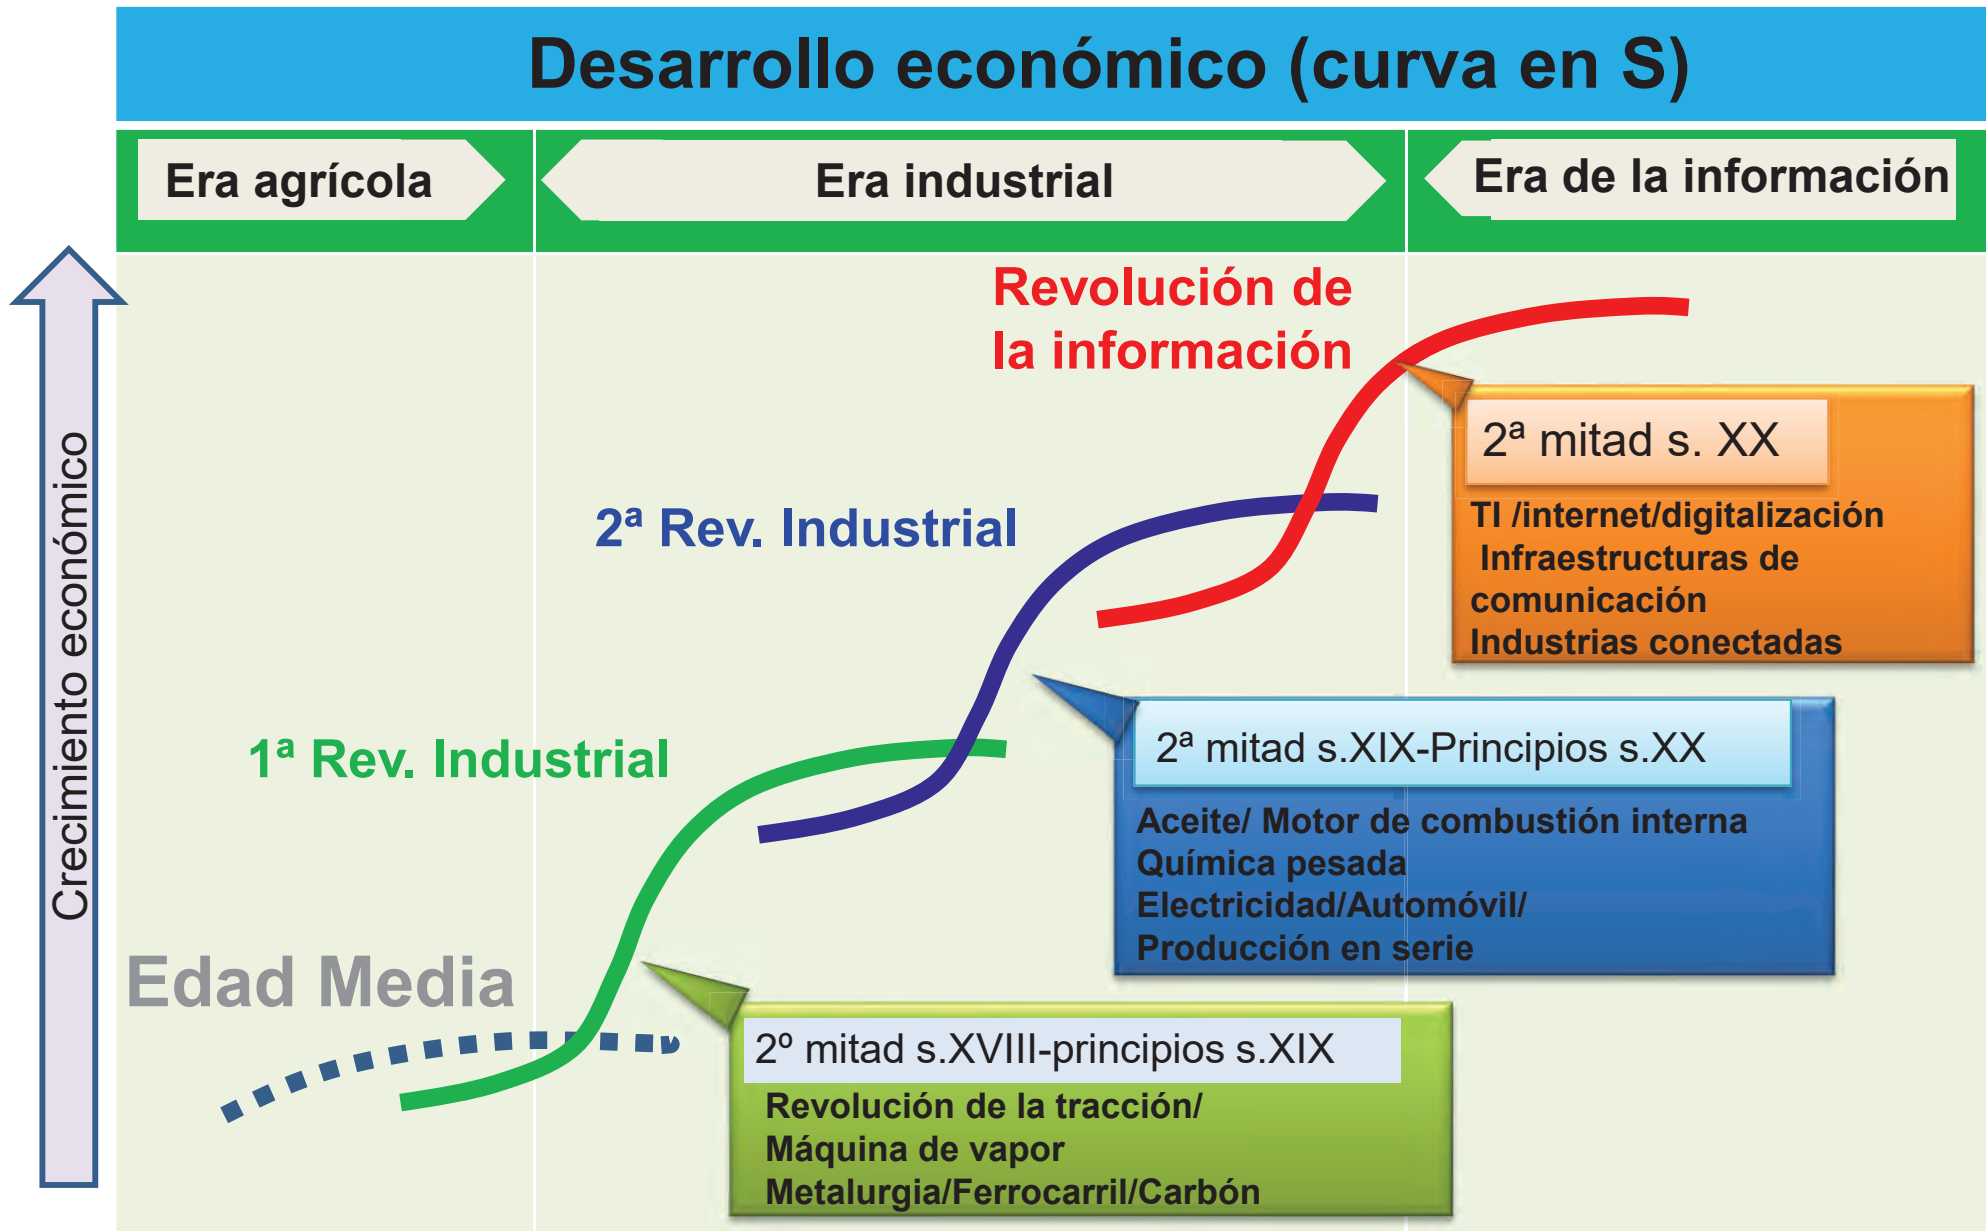 Desarrollo económico (curva en S)
Era agrícola
Era industrial
Era de la información
Crecimiento económico
Revolución de
la información
2ª mitad s. XX
TI /internet/digitalización
Infraestructuras de
comunicación
Industrias conectadas
2ª Rev. Industrial
2ª mitad s.XIX-Principios s.XX
Aceite/ Motor de combustión interna
Química pesada
Electricidad/Automóvil/
Producción en serie
1ª Rev. Industrial
Edad Media
2º mitad s.XVIII-principios s.XIX
Revolución de la tracción/
Máquina de vapor
Metalurgia/Ferrocarril/Carbón